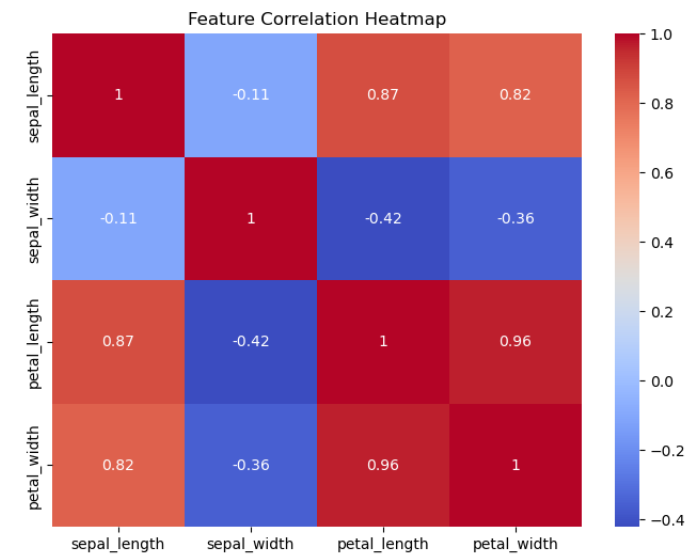 Feature Correlation Heatmap
sepal_length
1
-0.11
0.87
0.82
sepal_width
-0.11
1
-0.42
-0.36
petal_length
0.87
-0.42
1
0.96
petal_width
0.82
-0.36
0.96
1
sepal_length
sepal_width
petal_length
petal_width
1.0
0.8
0.6
0.4
0.2
0.0
−0.2
−0.4